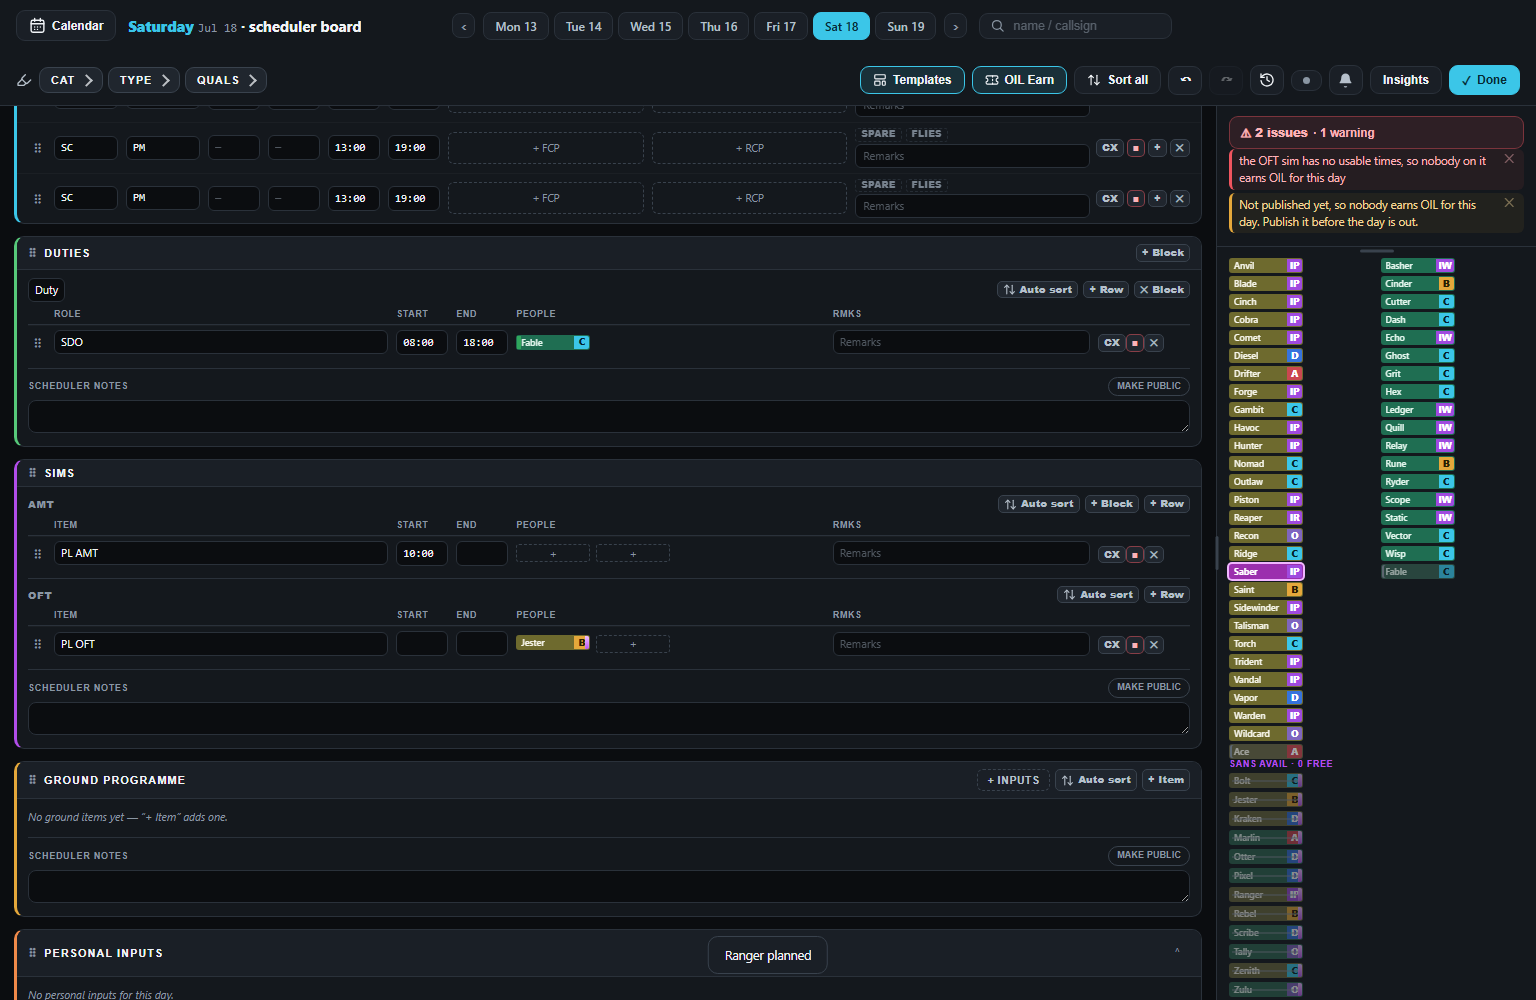 Calendar
Saturday Jul 18 · scheduler board
‹ Mon 13 Tue 14 Wed 15 Thu 16 Fri 17 Sat 18 Sun 19 ›
name / callsign
CAT TYPE QUALS
Templates OIL Earn Sort all Insights ✓ Done
Remarks
SC PM – – 13:00 19:00 + FCP + RCP SPARE FLIES Remarks CX ■ + ✕
SC PM – – 13:00 19:00 + FCP + RCP SPARE FLIES Remarks CX ■ + ✕
DUTIES + Block
Duty Auto sort + Row ✕ Block
ROLE START END PEOPLE RMKS
SDO 08:00 18:00 Fable C Remarks CX ■ ✕
SCHEDULER NOTES MAKE PUBLIC
SIMS
AMT Auto sort + Block + Row
ITEM START END PEOPLE RMKS
PL AMT 10:00 + + Remarks CX ■ ✕
OFT Auto sort + Row
ITEM START END PEOPLE RMKS
PL OFT Jester B + Remarks CX ■ ✕
SCHEDULER NOTES MAKE PUBLIC
GROUND PROGRAMME + INPUTS Auto sort + Item
No ground items yet — "+ Item" adds one.
SCHEDULER NOTES MAKE PUBLIC
PERSONAL INPUTS ^
Ranger planned
No personal inputs for this day.
⚠ 2 issues · 1 warning
the OFT sim has no usable times, so nobody on it
earns OIL for this day
Not published yet, so nobody earns OIL for this
day. Publish it before the day is out.
Anvil IP
Blade IP
Cinch IP
Cobra IP
Comet IP
Diesel D
Drifter A
Forge IP
Gambit C
Havoc IP
Hunter IP
Nomad C
Outlaw C
Piston IP
Reaper IR
Recon O
Ridge C
Saber IP
Saint B
Sidewinder IP
Talisman O
Torch C
Trident IP
Vandal IP
Vapor D
Warden IP
Wildcard O
Ace A
Basher IW
Cinder B
Cutter C
Dash C
Echo IW
Ghost C
Grit C
Hex C
Ledger IW
Quill IW
Relay IW
Rune B
Ryder C
Scope IW
Static IW
Vector C
Wisp C
Fable C
SANS AVAIL · 0 FREE
Bolt C
Jester B
Kraken D
Martin A
Otter D
Pixel D
Ranger IP
Rebel B
Scribe D
Tally O
Zenith C
Zulu O